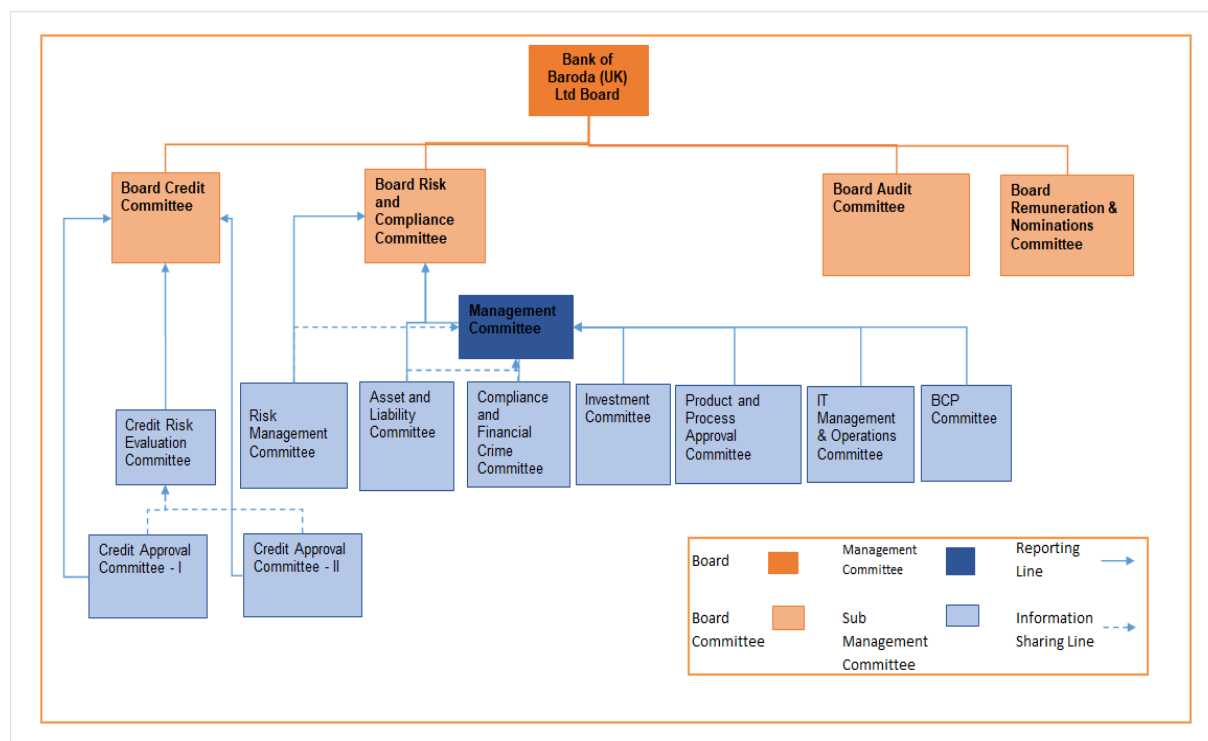 Bank of
Baroda (UK)
Ltd Board
Board Credit
Committee
Board Risk
and
Compliance
Committee
Board Audit
Committee
Board
Remuneration &
Nominations
Committee
Management
Committee
Credit Risk
Evaluation
Committee
Risk
Management
Committee
Asset and
Liability
Committee
Compliance
and
Financial
Crime
Committee
Investment
Committee
Product and
Process
Approval
Committee
IT
Management
& Operations
Committee
BCP
Committee
Credit Approval
Committee - I
Credit Approval
Committee - II
Board
Management
Committee
Reporting
Line
Board
Committee
Sub
Management
Committee
Information
Sharing Line